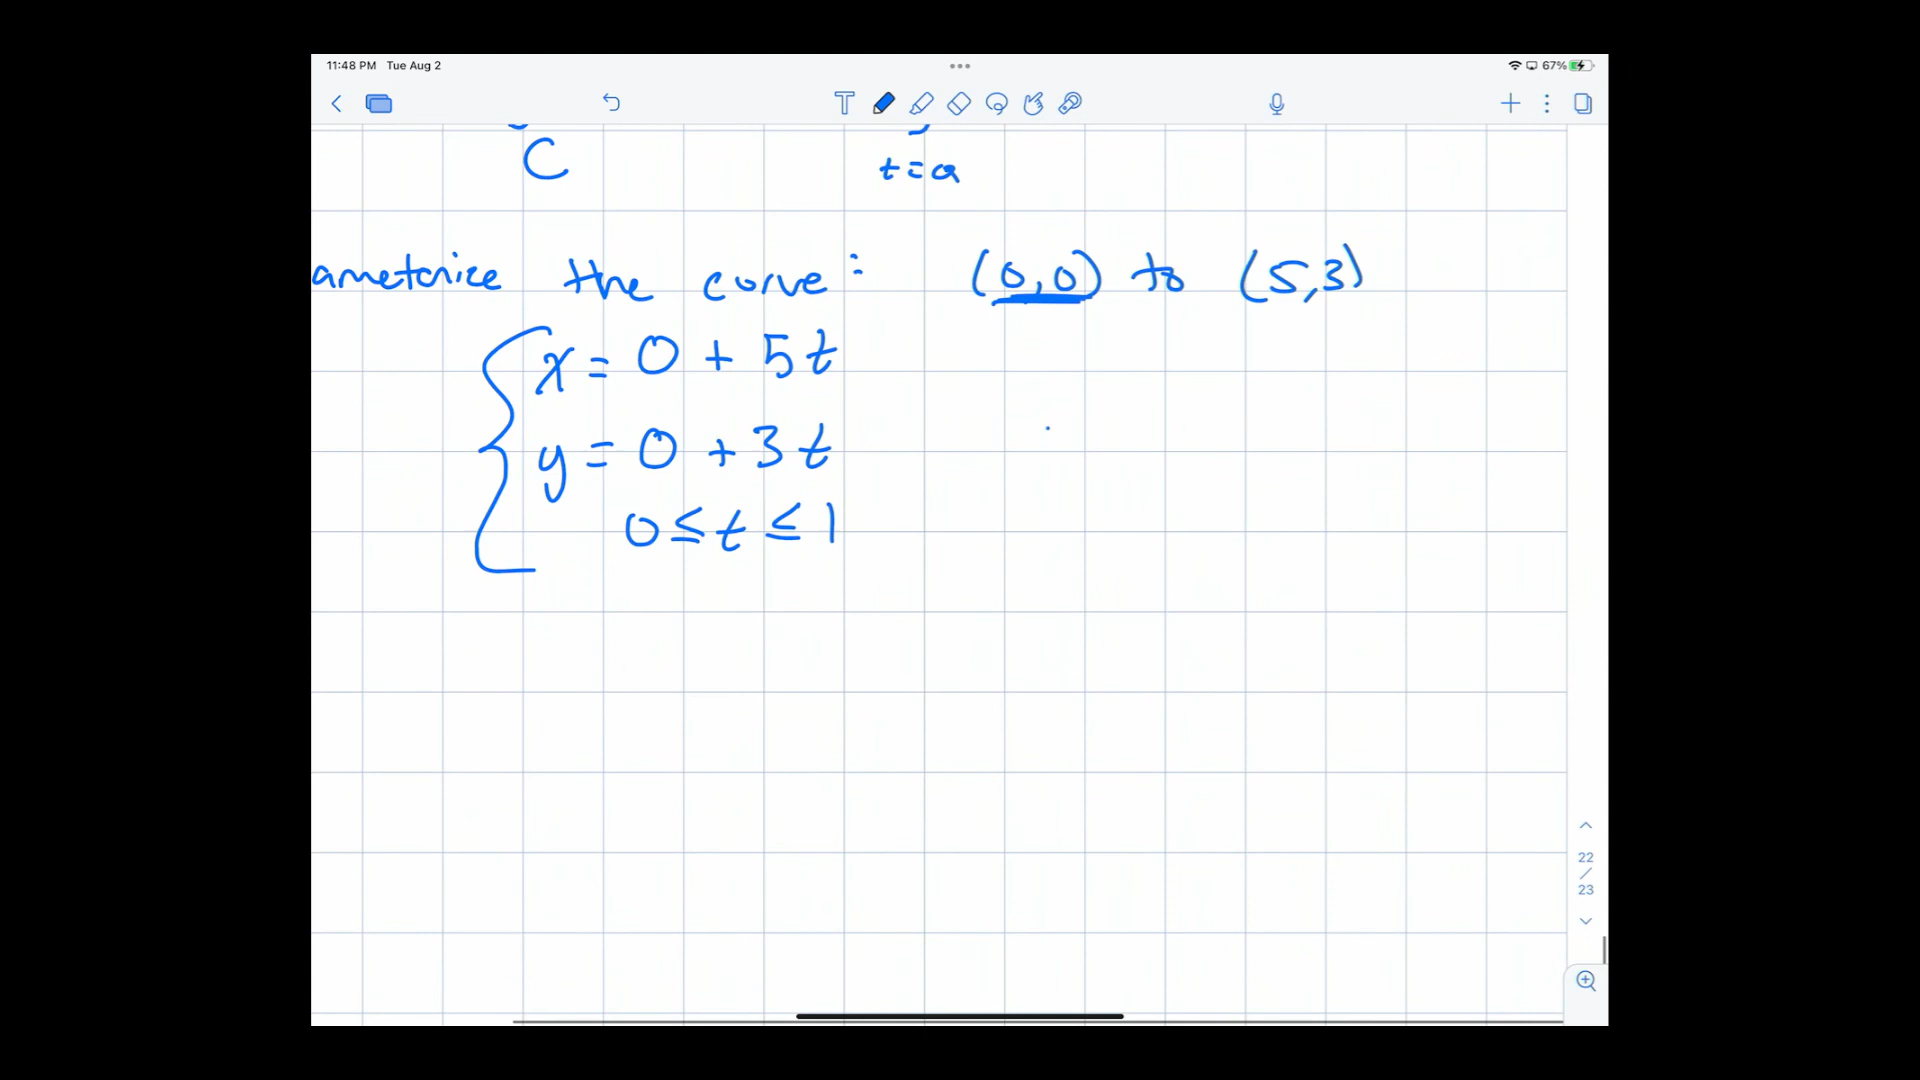 11:48 PM Tue Aug 2
67%
C
t=a
ameterize the curve: (0,0) to (5,3)
x = 0 + 5t
y = 0 + 3t
0 ≤ t ≤ 1
22
/
23